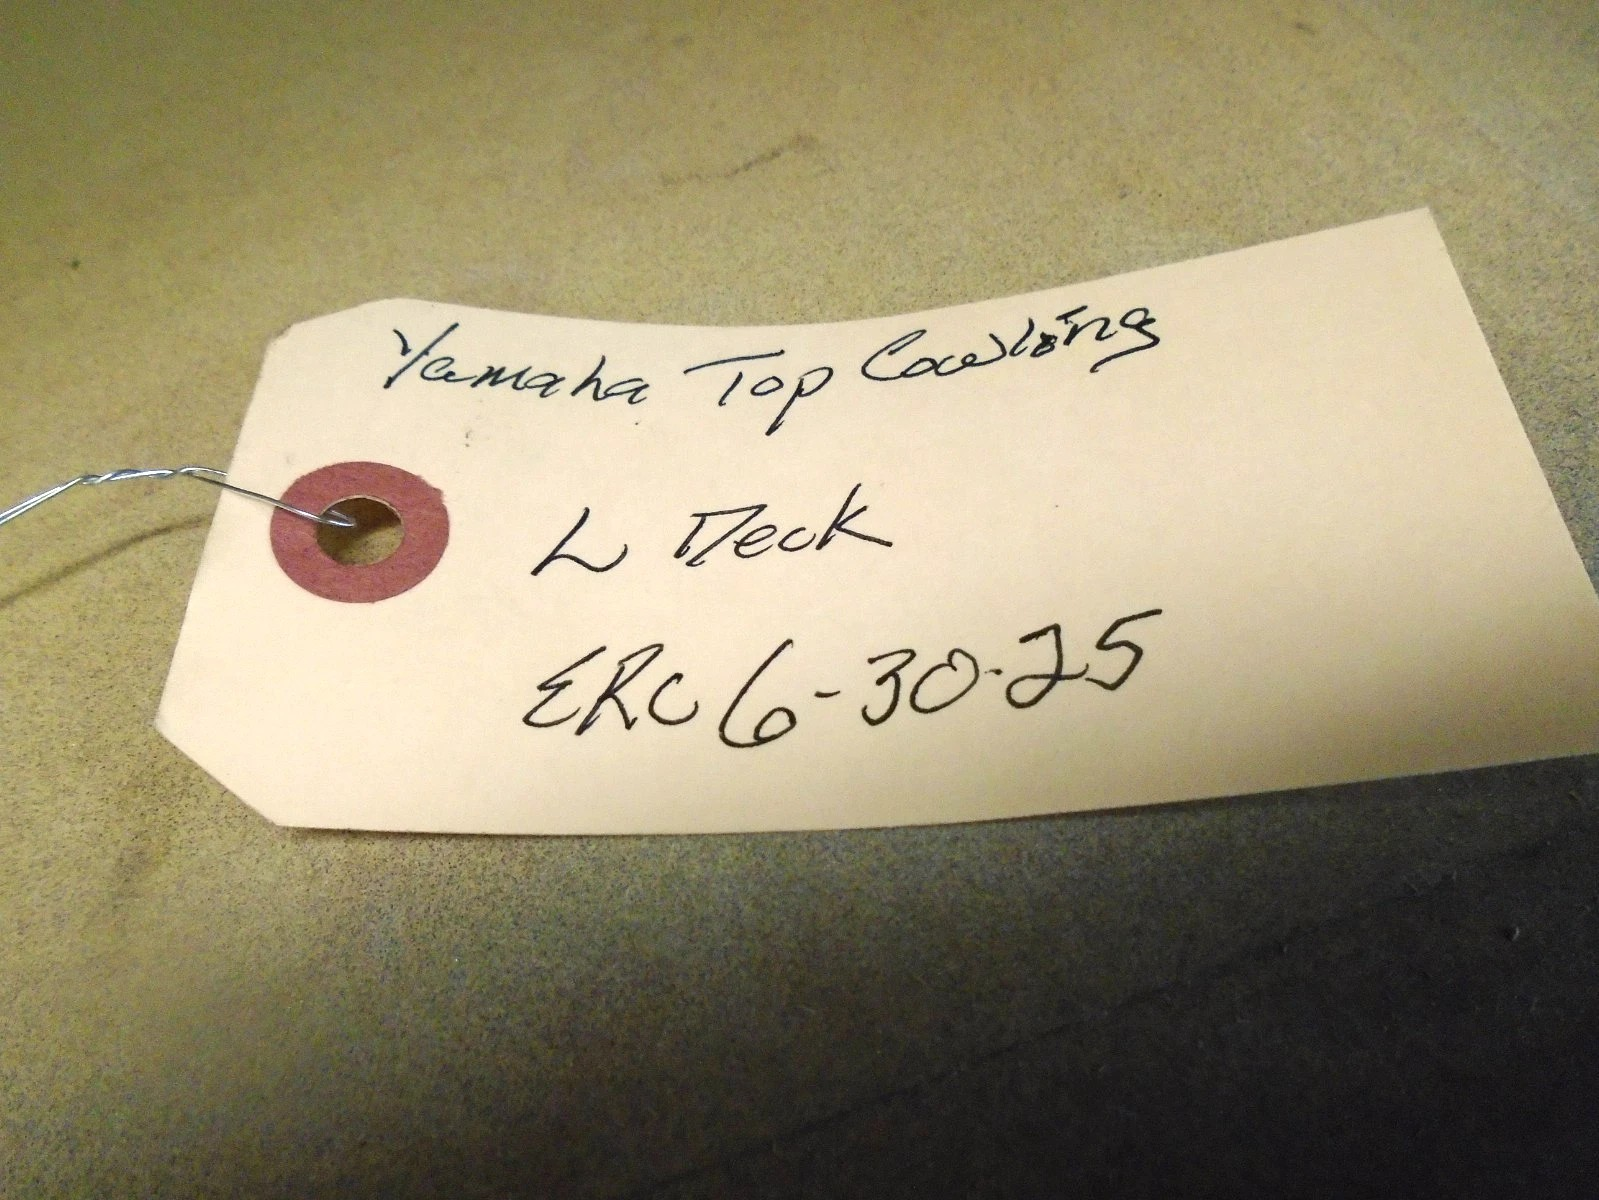 Yamaha Top Cowling
L Deck
ERC 6-30-25